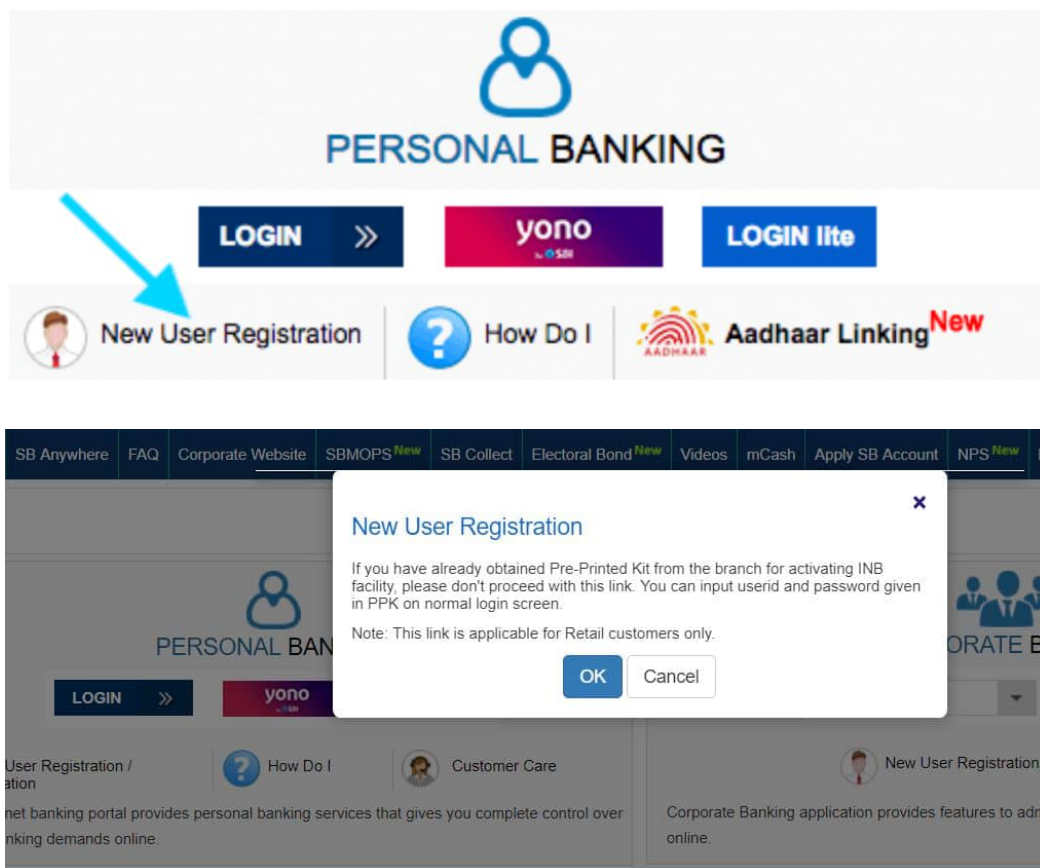 PERSONAL BANKING
LOGIN »
yono
by SBI
LOGIN lite
New User Registration
?
How Do I
AADHAAR
Aadhaar Linking New
SB Anywhere FAQ Corporate Website SBMOPS New SB Collect Electoral Bond New Videos mCash Apply SB Account NPS New
×
New User Registration
If you have already obtained Pre-Printed Kit from the branch for activating INB
facility, please don't proceed with this link. You can input userid and password given
in PPK on normal login screen.
Note: This link is applicable for Retail customers only.
OK Cancel
PERSONAL BAN
ORATE B
LOGIN »
yono
User Registration /
ation
?
How Do I
Customer Care
New User Registration
net banking portal provides personal banking services that gives you complete control over
nking demands online.
Corporate Banking application provides features to adm
online.